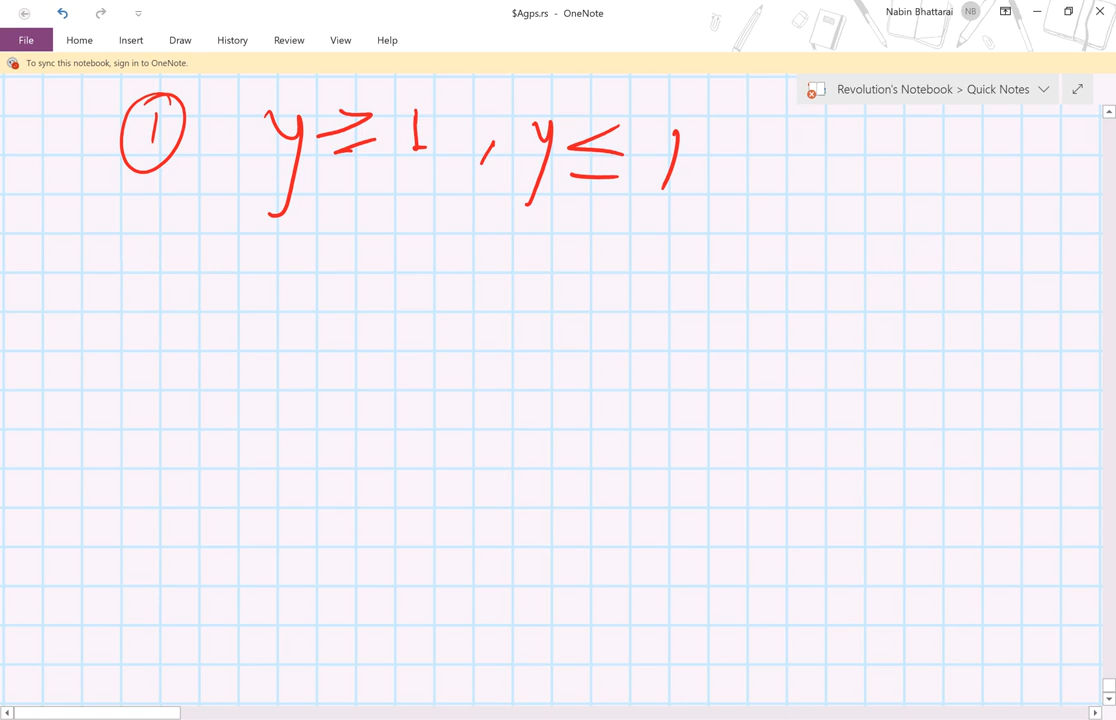 $Agps.rs - OneNote
Nabin Bhattarai NB
File Home Insert Draw History Review View Help
To sync this notebook, sign in to OneNote.
Revolution's Notebook > Quick Notes
① y ≥ 1 , y ≤